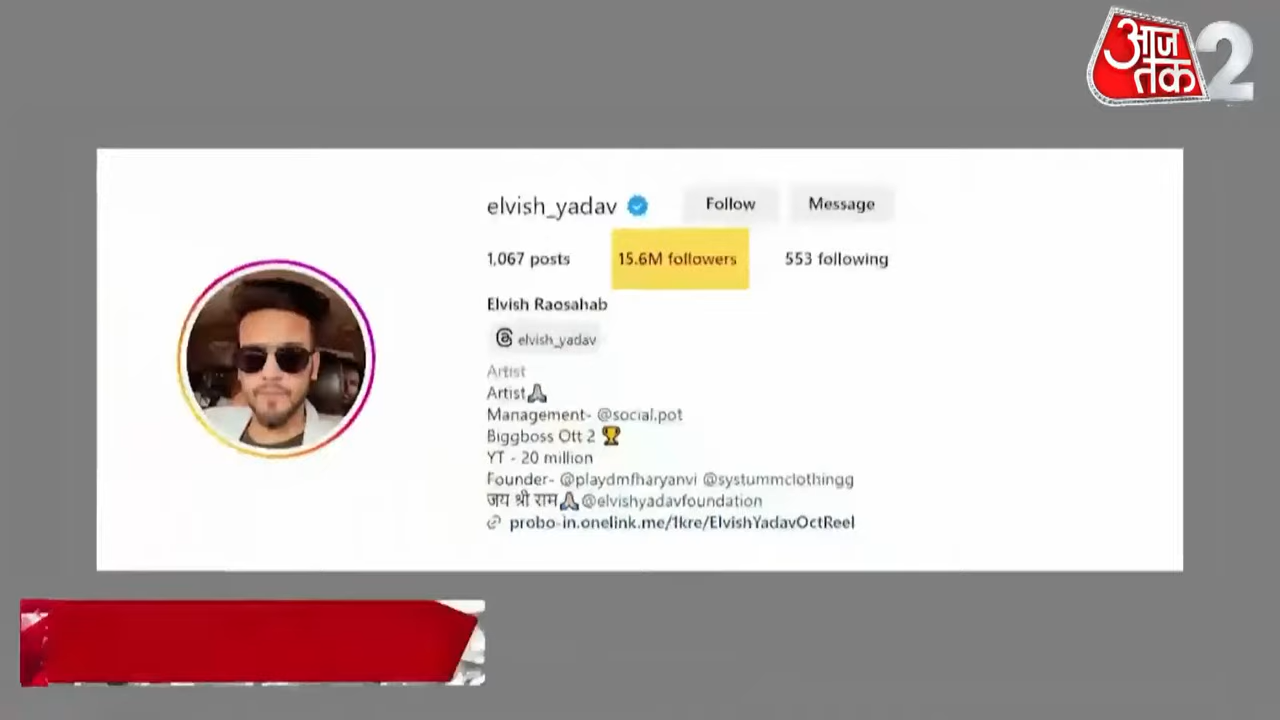 आज
तक 2
elvish_yadav Follow Message
1,067 posts 15.6M followers 553 following
Elvish Raosahab
elvish_yadav
Artist
Artist🙏
Management- @social.pot
Biggboss Ott 2 🏆
YT - 20 million
Founder- @playdmfharyanvi @systummclothingg
जय श्री राम🙏@elvishyadavfoundation
probo-in.onelink.me/1kre/ElvishYadavOctReel